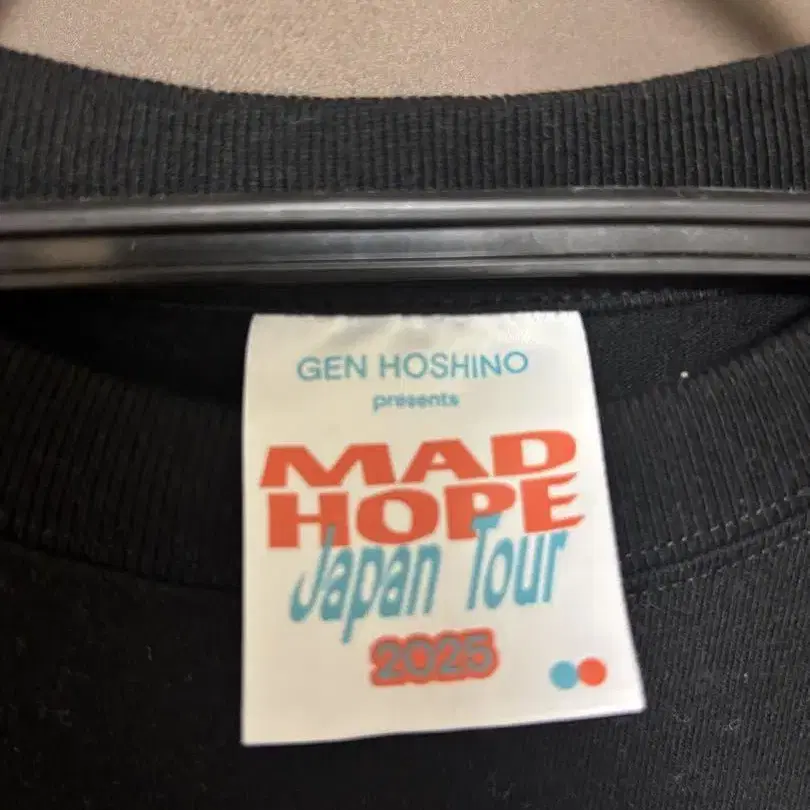 GEN HOSHINO
presents
MAD
HOPE
Japan Tour
2025